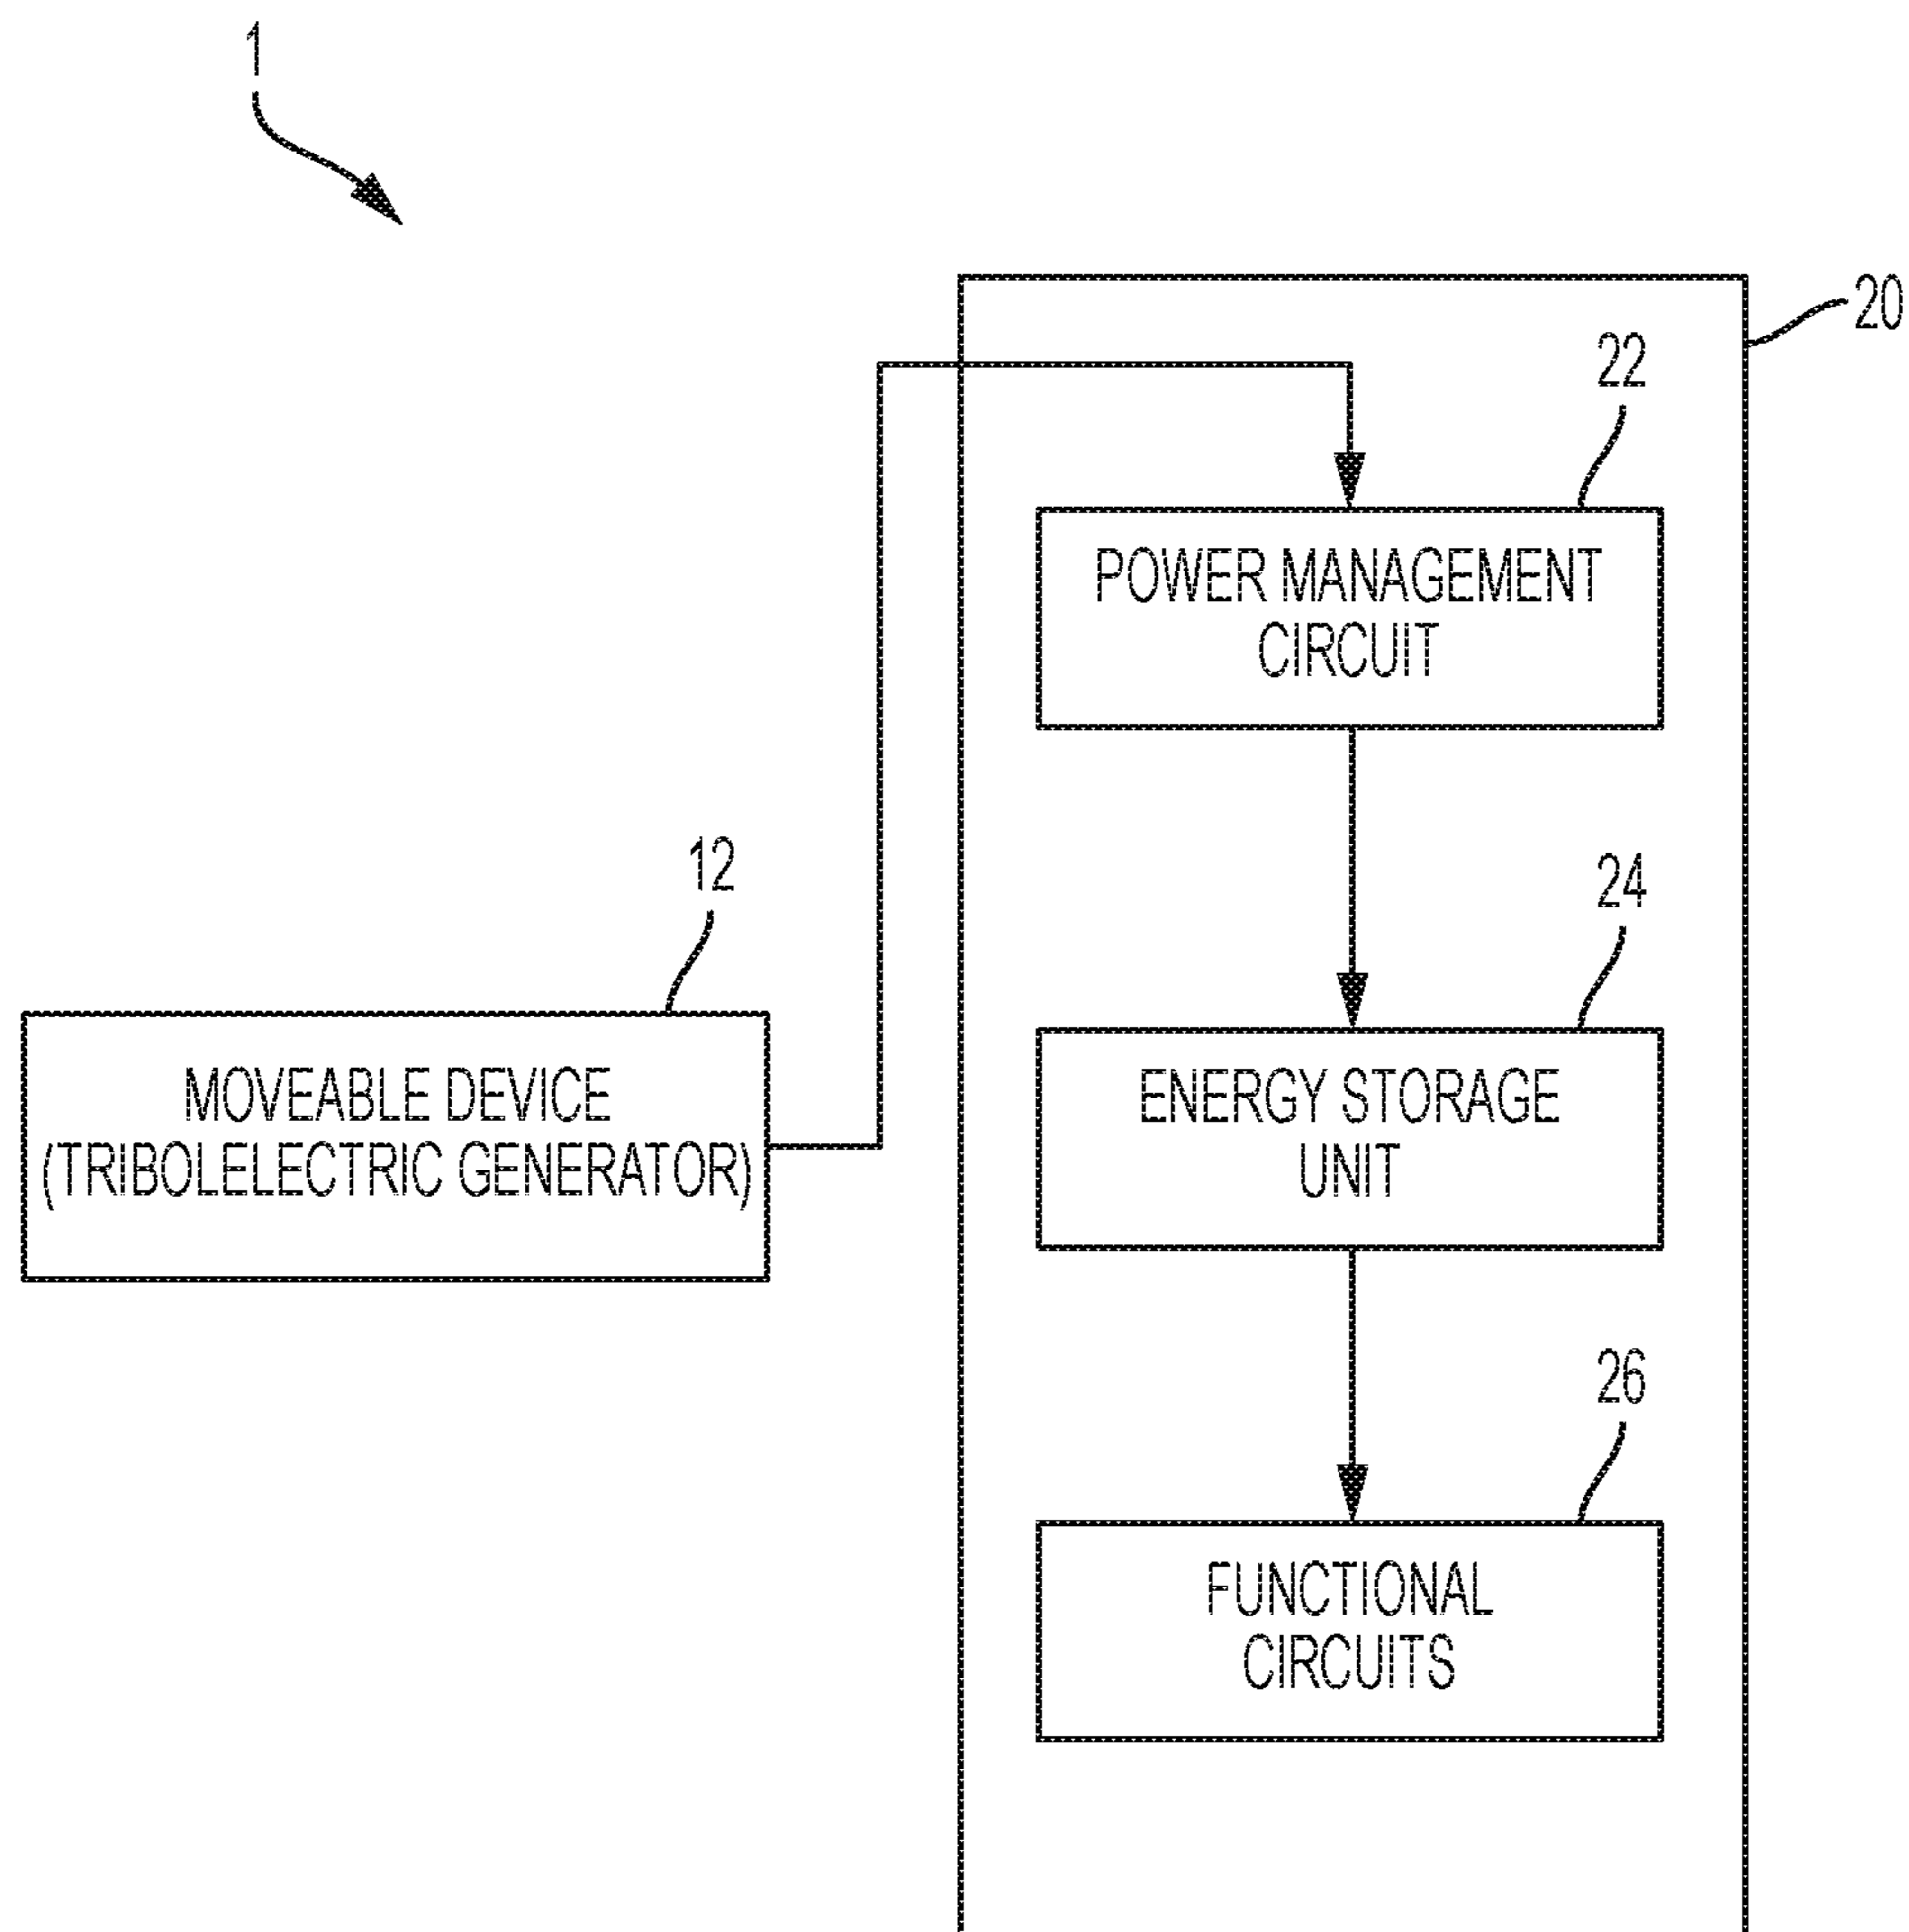 1
20
22
POWER MANAGEMENT
CIRCUIT
12
24
MOVEABLE DEVICE
(TRIBOLELECTRIC GENERATOR)
ENERGY STORAGE
UNIT
26
FUNCTIONAL
CIRCUITS